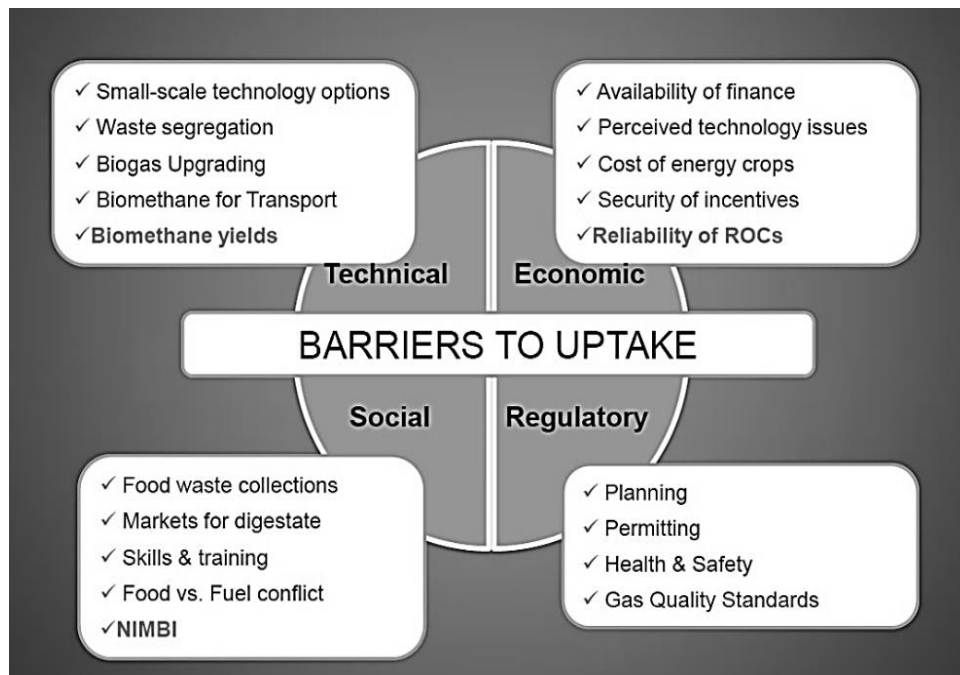 ✓ Small-scale technology options
✓ Waste segregation
✓ Biogas Upgrading
✓ Biomethane for Transport
✓Biomethane yields
✓ Availability of finance
✓ Perceived technology issues
✓ Cost of energy crops
✓ Security of incentives
✓Reliability of ROCs
Technical
Economic
BARRIERS TO UPTAKE
Social
Regulatory
✓ Food waste collections
✓ Markets for digestate
✓ Skills & training
✓ Food vs. Fuel conflict
✓NIMBI
✓ Planning
✓ Permitting
✓ Health & Safety
✓ Gas Quality Standards